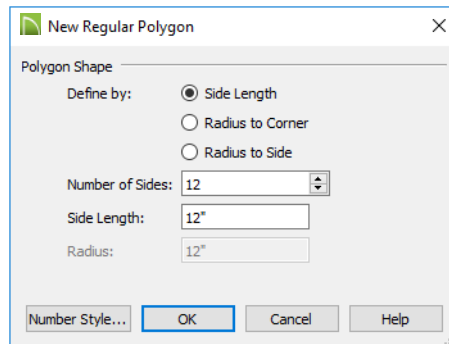 New Regular Polygon
Polygon Shape
Define by: Side Length
Radius to Corner
Radius to Side
Number of Sides: 12
Side Length: 12"
Radius: 12"
Number Style... OK Cancel Help